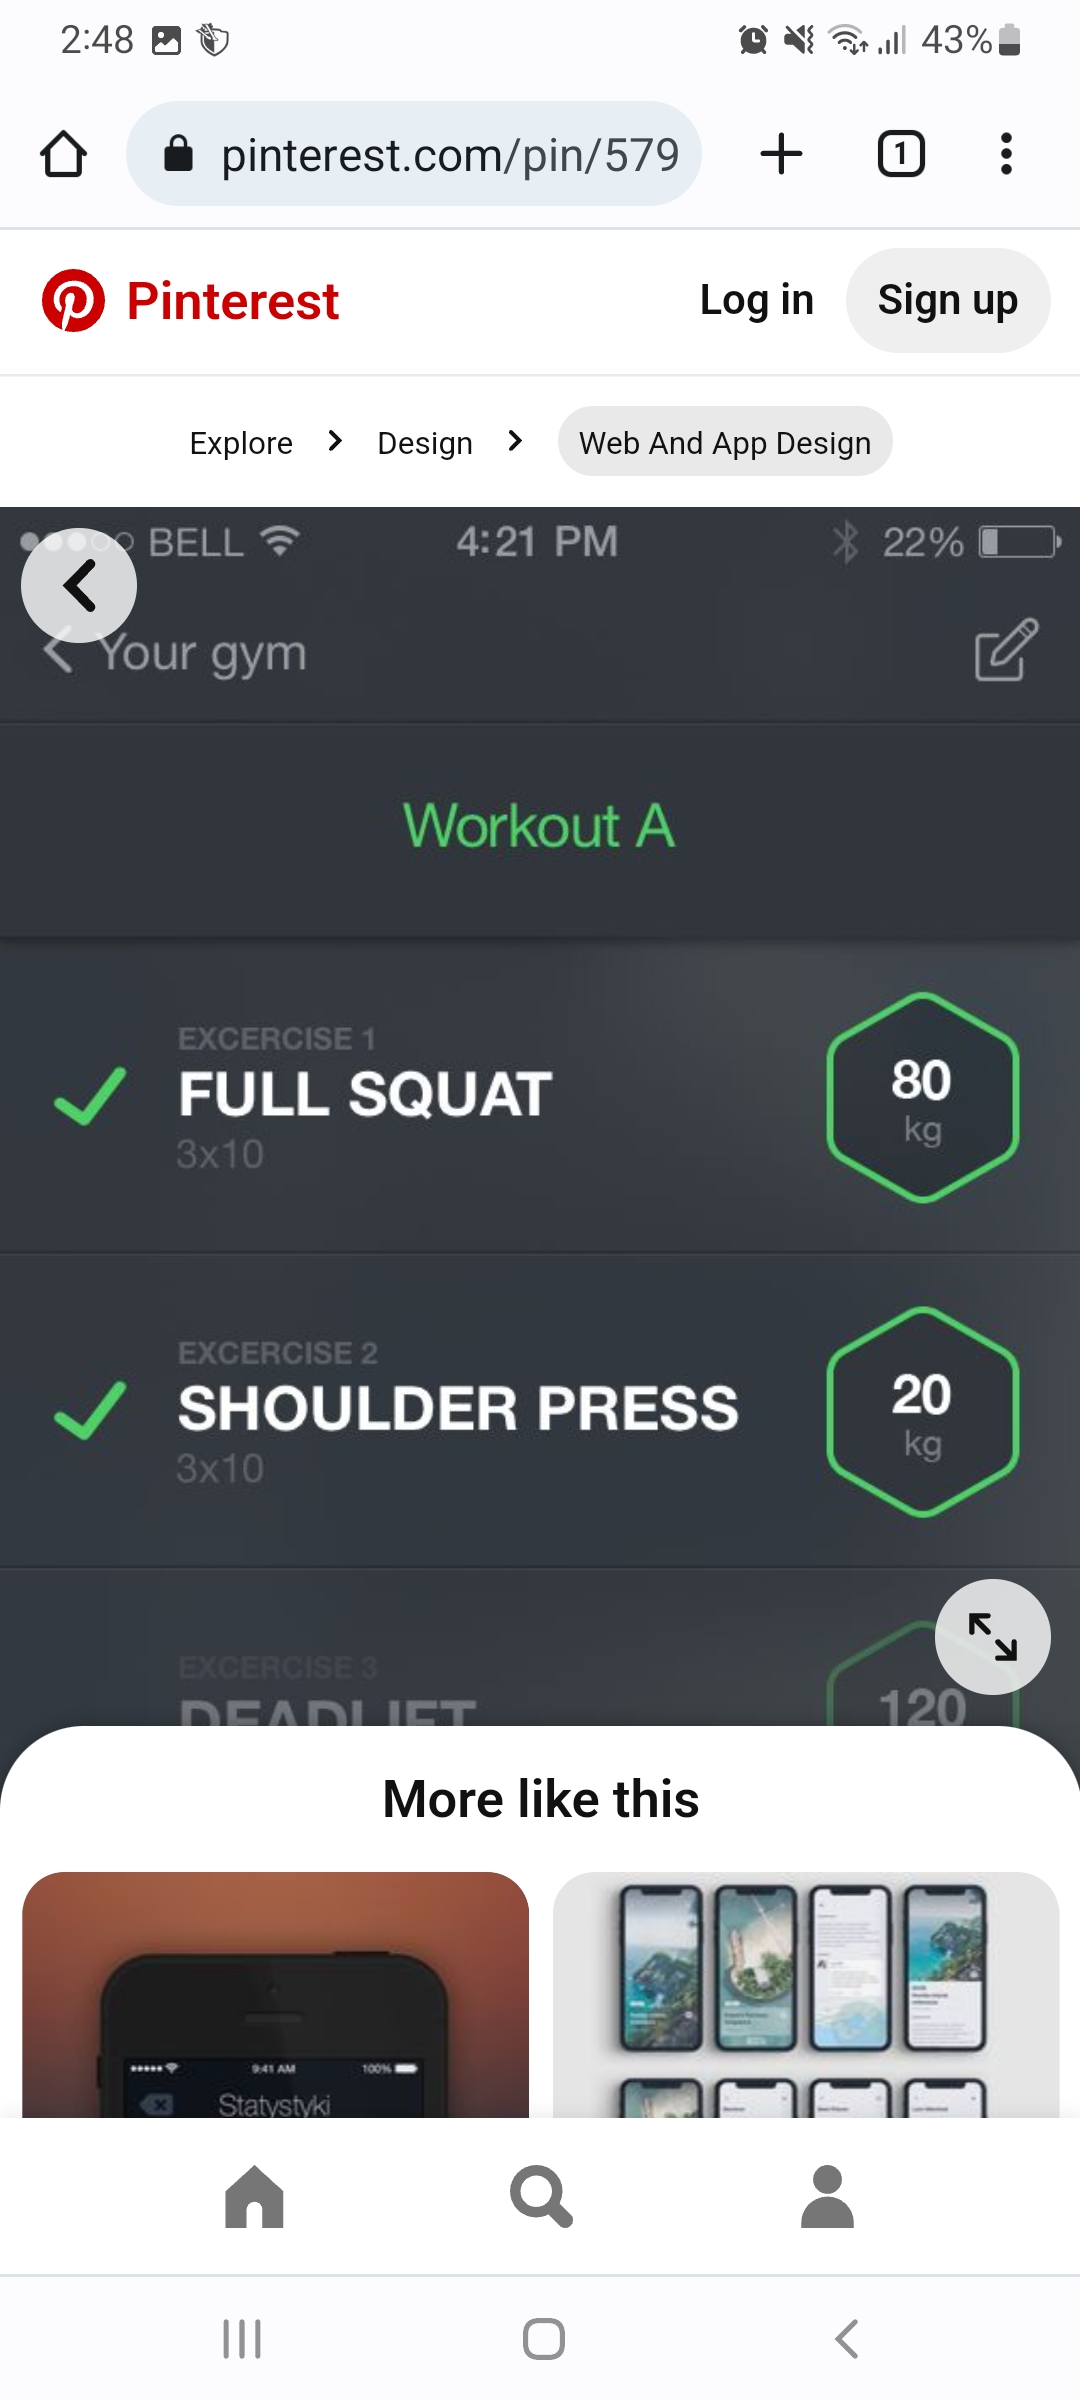 2:48 43%
pinterest.com/pin/579 1
Pinterest Log in Sign up
Explore Design Web And App Design
BELL 4:21 PM 22%
Your gym
Workout A
EXCERCISE 1
FULL SQUAT
3x10
80
kg
EXCERCISE 2
SHOULDER PRESS
3x10
20
kg
EXCERCISE 3
DEADLIFT
120
More like this
9:41 AM 100%
Statystyki